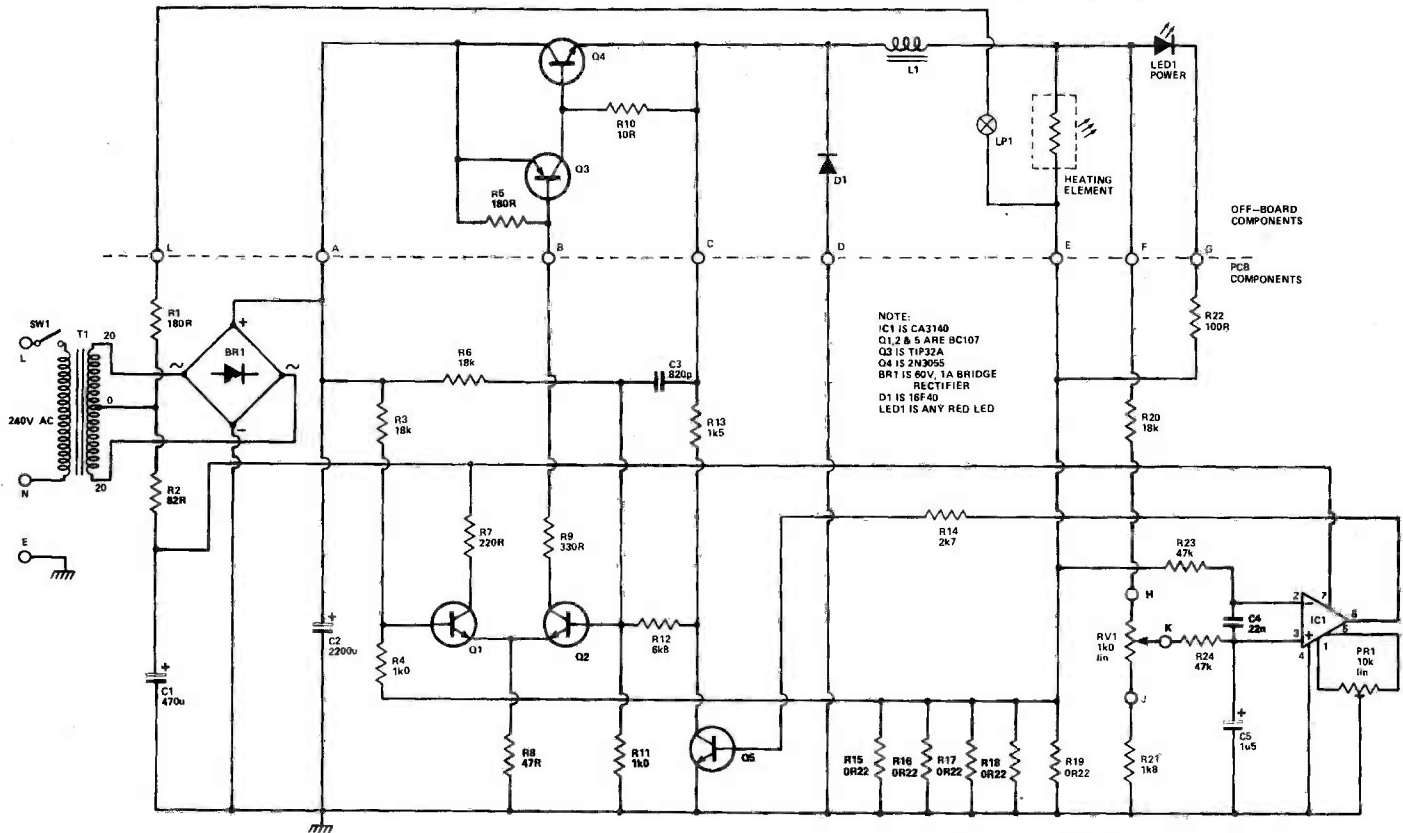 Q4
L1
LED1
POWER
R10
10R
LP1
Q3
D1
HEATING
ELEMENT
R5
180R
OFF-BOARD
COMPONENTS
L
A
B
C
D
E
F
G
PCB
COMPONENTS
R1
180R
R22
100R
SW1
T1
20
L
+
BR1
~
~
NOTE:
IC1 IS CA3140
Q1,2 & 5 ARE BC107
Q3 IS TIP32A
Q4 IS 2N3055
BR1 IS 60V, 1A BRIDGE
RECTIFIER
D1 IS 16F40
LED1 IS ANY RED LED
R6
18k
C3
820p
0
240V AC
R3
18k
R13
1k5
R20
18k
-
N
20
R2
82R
R7
220R
R9
330R
R14
2k7
E
R23
47k
H
2
7
6
-
IC1
C4
22n
K
RV1
1k0
lin
R24
47k
3
+
5
4
1
PR1
10k
lin
+
C2
2200u
Q1
Q2
R12
6k8
R4
1k0
+
C1
470u
J
+
C5
1u5
R8
47R
R11
1k0
Q5
R15
0R22
R16
0R22
R17
0R22
R18
0R22
R19
0R22
R21
1k8